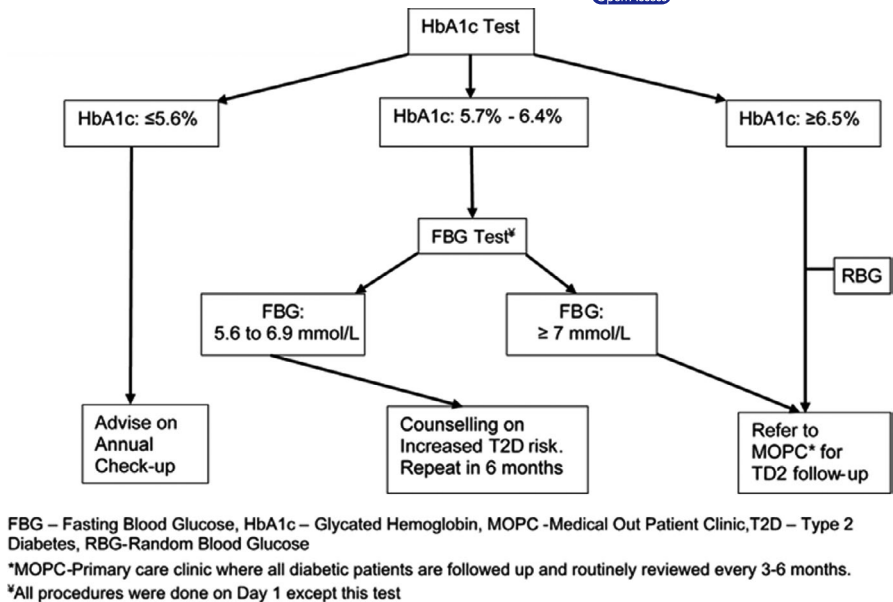 HbA1c Test
HbA1c: ≤5.6%
HbA1c: 5.7% - 6.4%
HbA1c: ≥6.5%
FBG Test¥
RBG
FBG:
5.6 to 6.9 mmol/L
FBG:
≥ 7 mmol/L
Advise on
Annual
Check-up
Counselling on
Increased T2D risk.
Repeat in 6 months
Refer to
MOPC* for
TD2 follow-up
FBG – Fasting Blood Glucose, HbA1c – Glycated Hemoglobin, MOPC -Medical Out Patient Clinic,T2D – Type 2
Diabetes, RBG-Random Blood Glucose
*MOPC-Primary care clinic where all diabetic patients are followed up and routinely reviewed every 3-6 months.
¥All procedures were done on Day 1 except this test